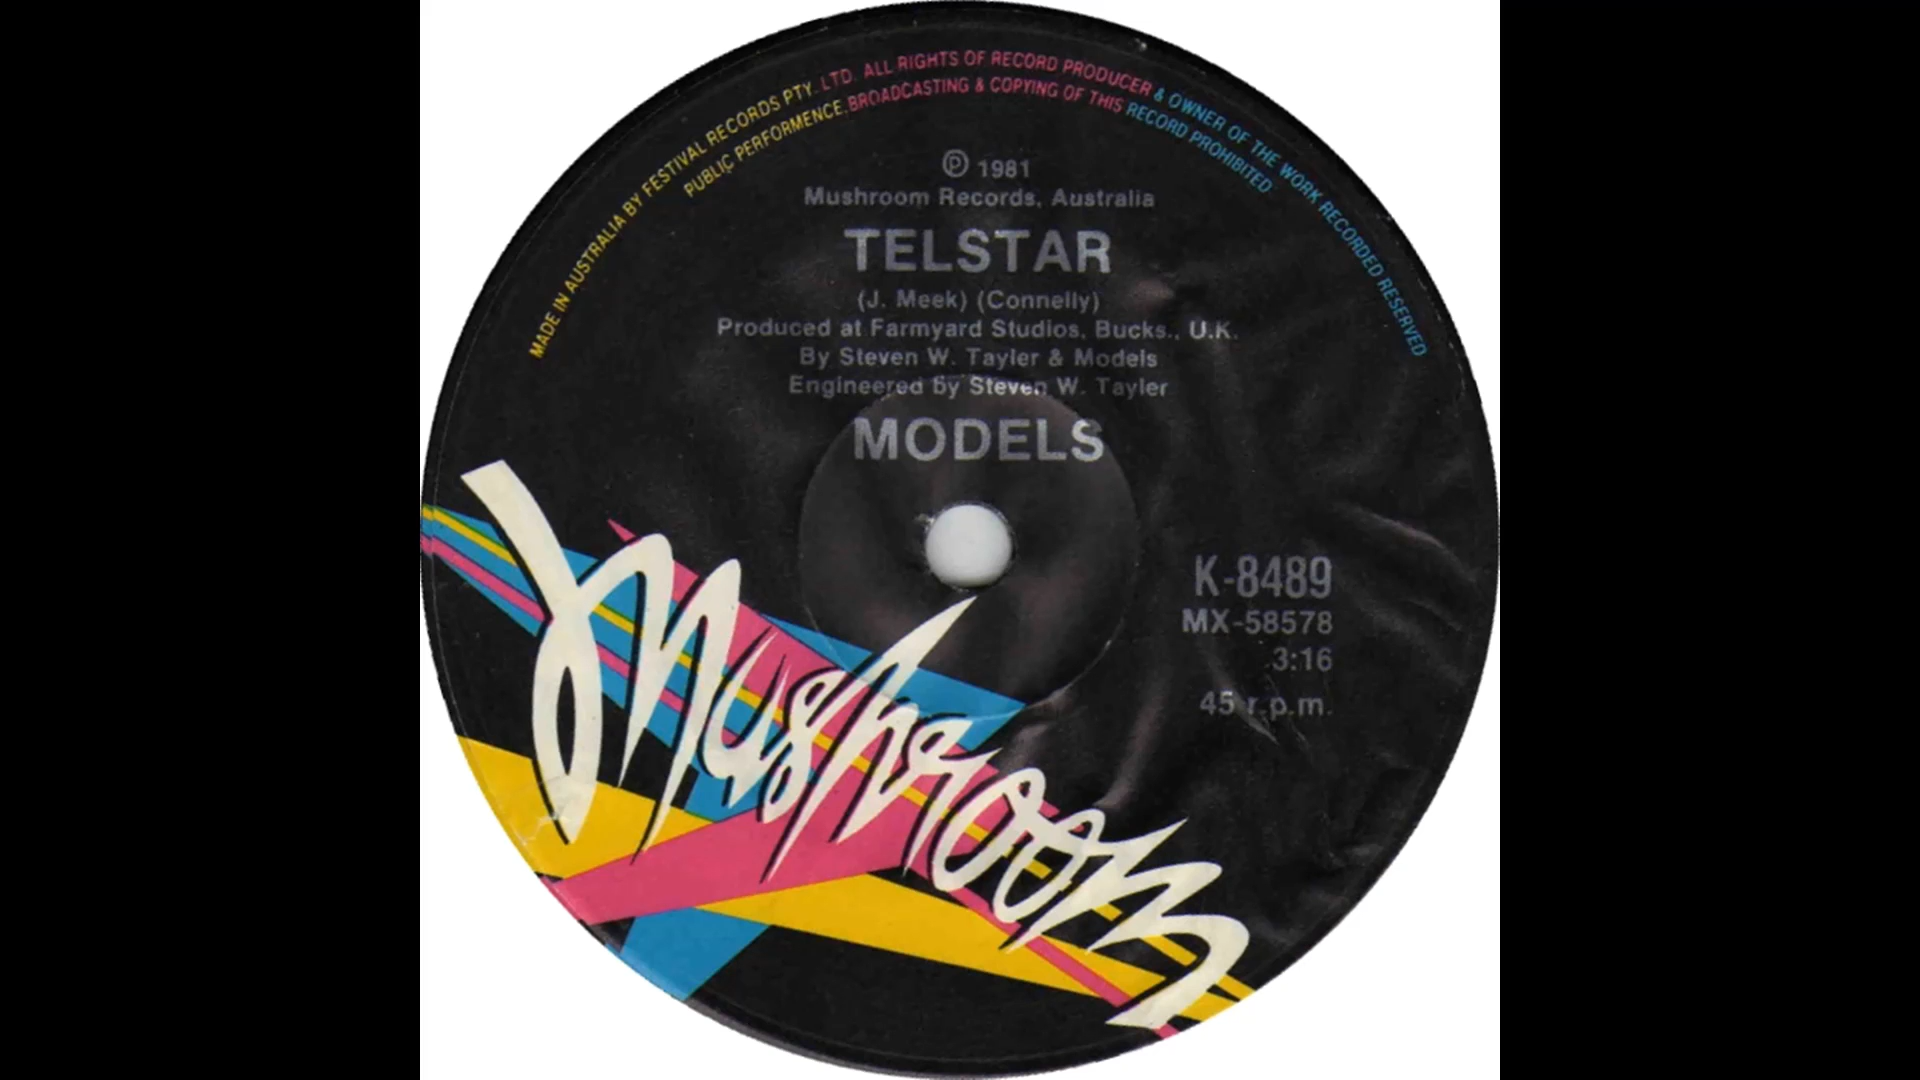 MADE IN AUSTRALIA BY FESTIVAL RECORDS PTY. LTD. ALL RIGHTS OF RECORD PRODUCER & OWNER OF THE WORK RECORDED RESERVED
PUBLIC PERFORMENCE, BROADCASTING & COPYING OF THIS RECORD PROHIBITED.
℗ 1981
Mushroom Records, Australia
TELSTAR
(J. Meek) (Connelly)
Produced at Farmyard Studios, Bucks., U.K.
By Steven W. Tayler & Models
Engineered by Steven W. Tayler
MODELS
K-8489
MX-58578
3:16
45 r.p.m.
Mushroom